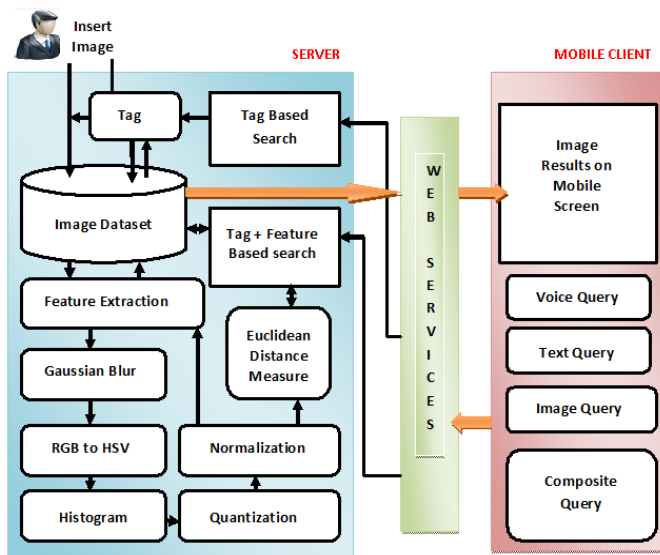 Insert
Image
SERVER
MOBILE CLIENT
Tag
Tag Based
Search
Image Dataset
Tag + Feature
Based search
Feature Extraction
Euclidean
Distance
Measure
Gaussian Blur
RGB to HSV
Normalization
Histogram
Quantization
WEB SERVICES
Image
Results on
Mobile
Screen
Voice Query
Text Query
Image Query
Composite
Query